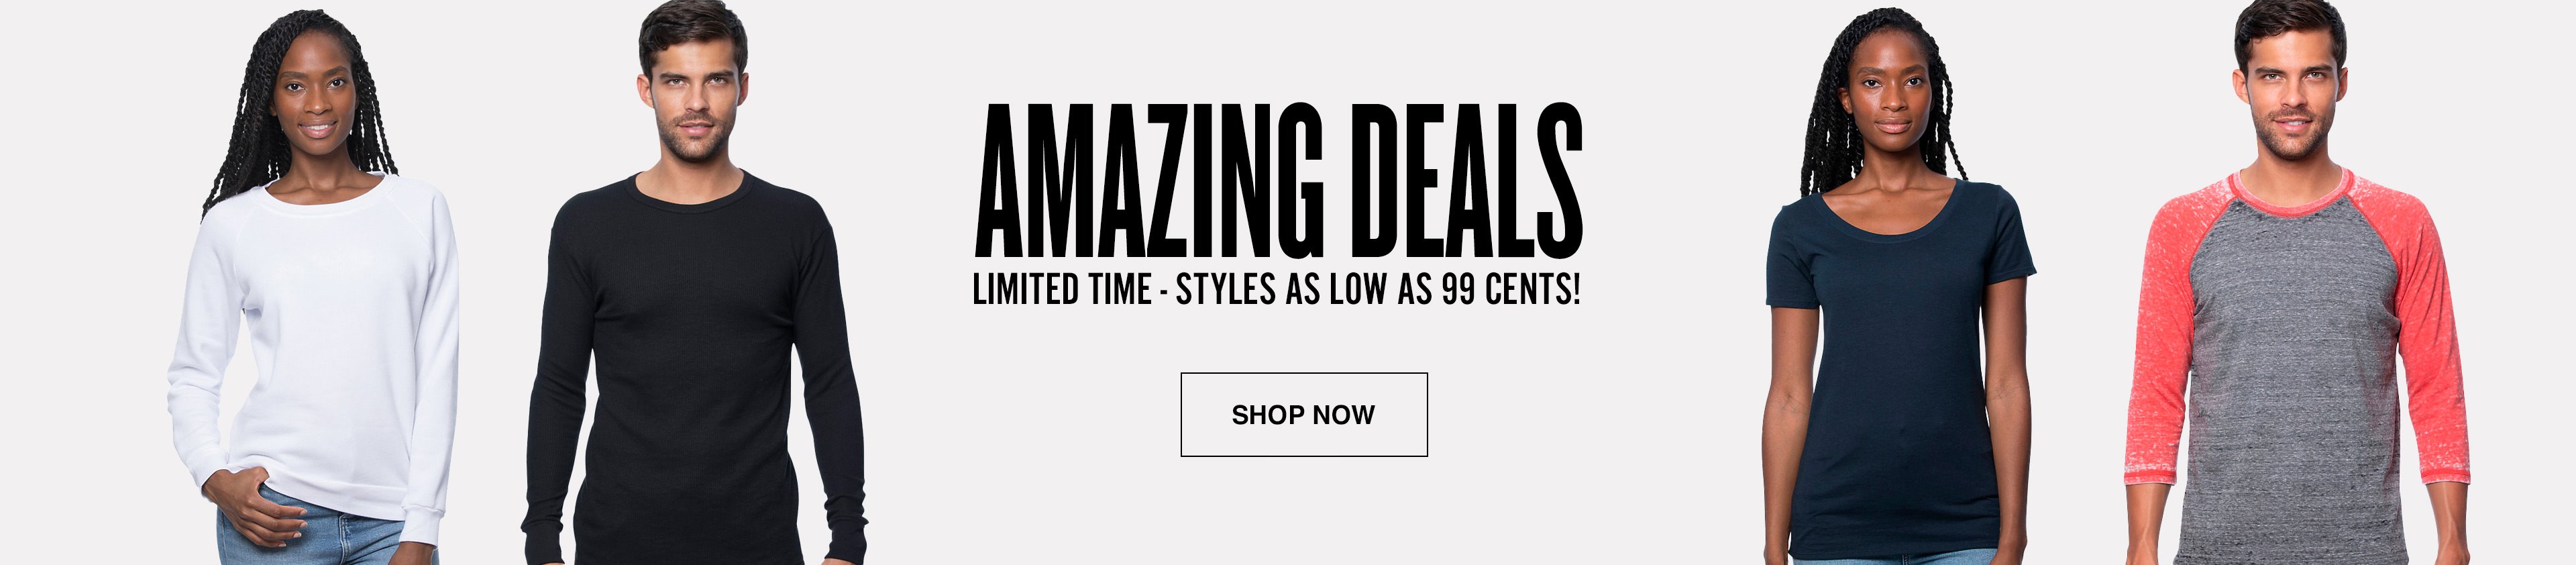 AMAZING DEALS
LIMITED TIME - STYLES AS LOW AS 99 CENTS!
SHOP NOW